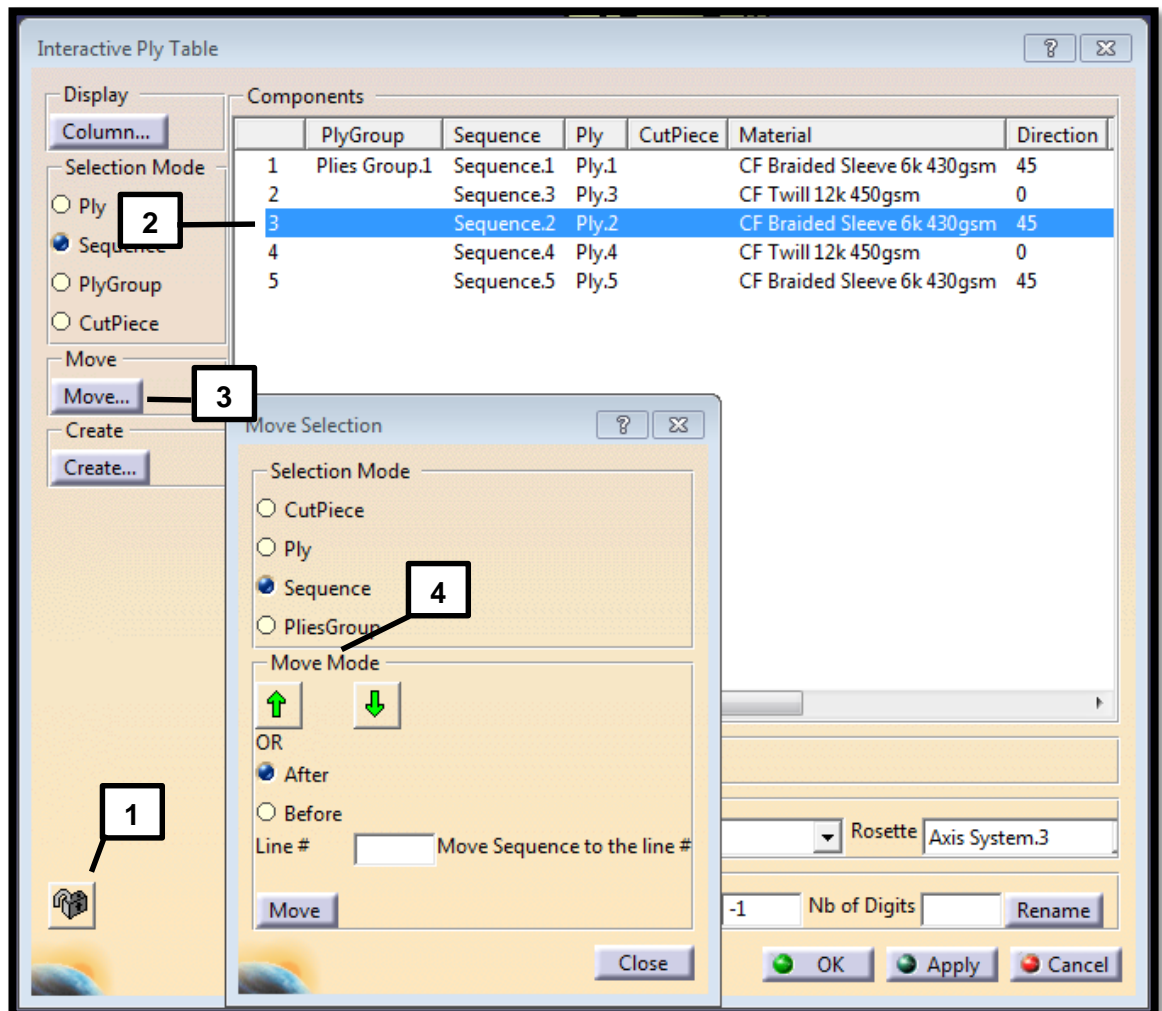 Interactive Ply Table
Display
Column...
Selection Mode
Ply
Sequence
PlyGroup
CutPiece
Move
Move...
Create
Create...
Components
PlyGroup Sequence Ply CutPiece Material Direction
1 Plies Group.1 Sequence.1 Ply.1 CF Braided Sleeve 6k 430gsm 45
2 Sequence.3 Ply.3 CF Twill 12k 450gsm 0
3 Sequence.2 Ply.2 CF Braided Sleeve 6k 430gsm 45
4 Sequence.4 Ply.4 CF Twill 12k 450gsm 0
5 Sequence.5 Ply.5 CF Braided Sleeve 6k 430gsm 45
2
3
Move Selection
Selection Mode
CutPiece
Ply
Sequence
PliesGroup
4
Move Mode
OR
After
Before
Line # Move Sequence to the line #
Move
Close
1
Rosette Axis System.3
-1 Nb of Digits Rename
OK Apply Cancel